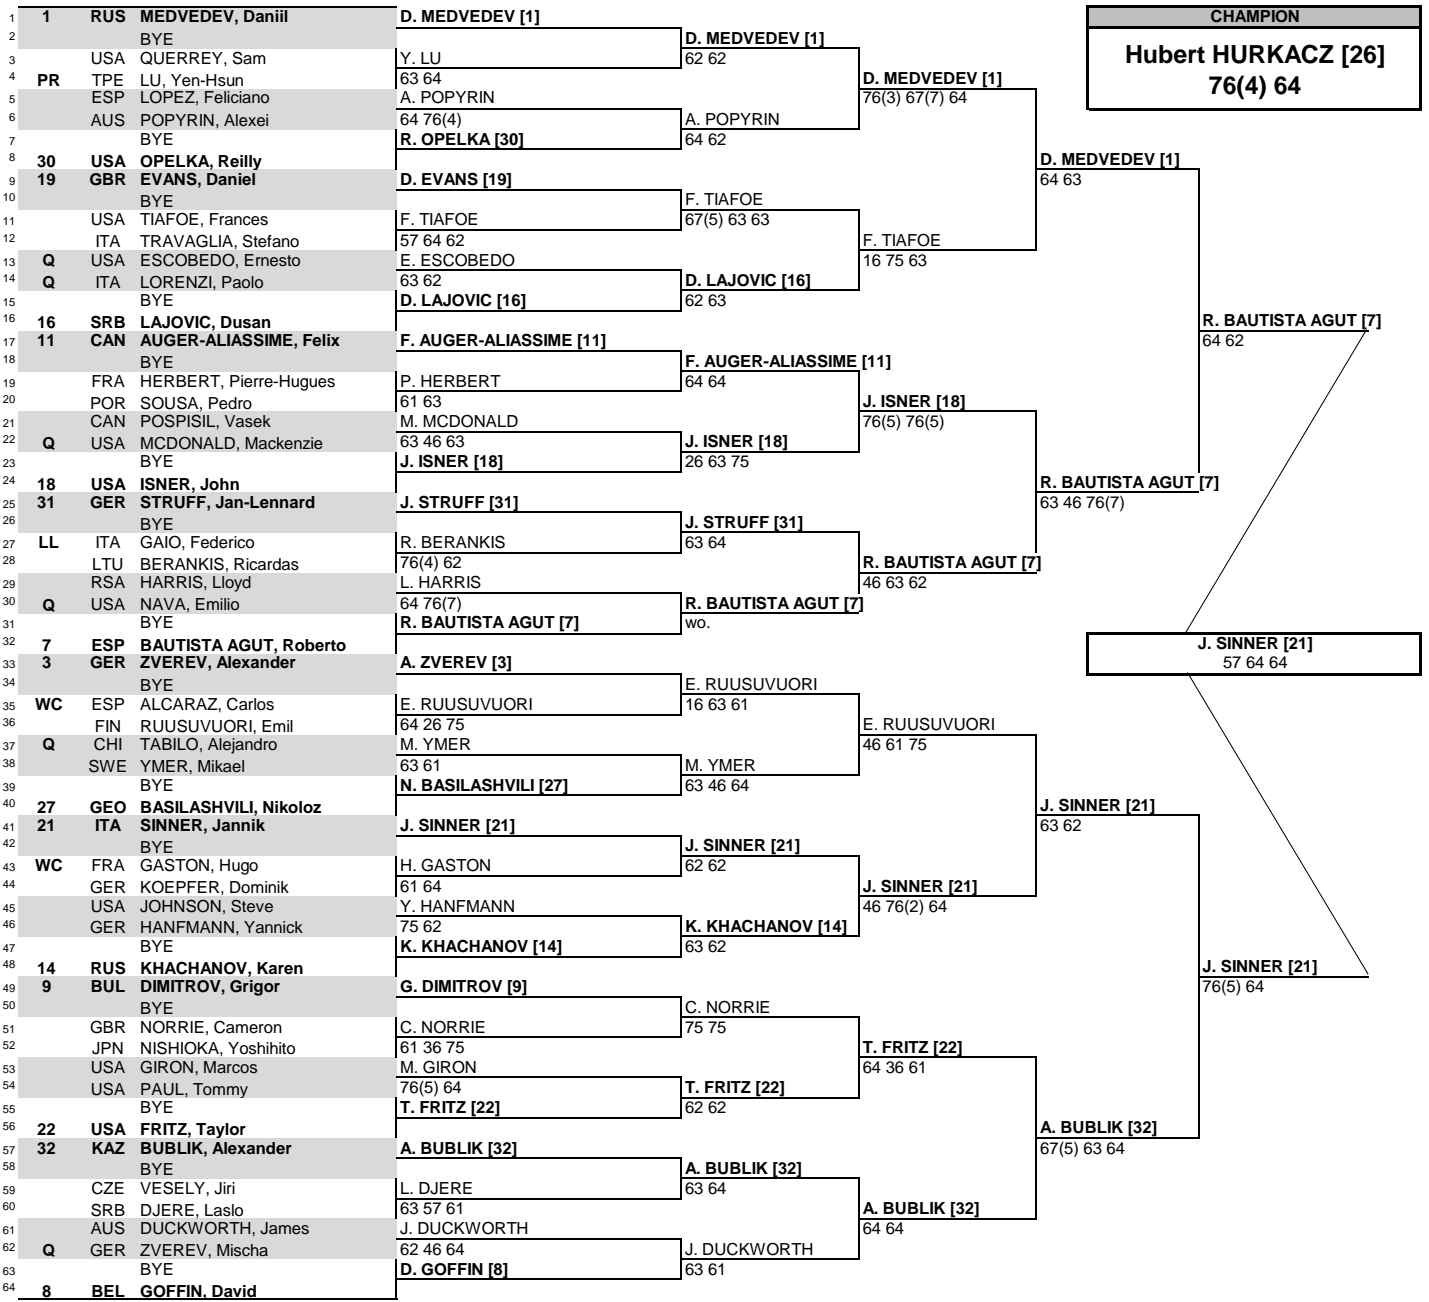 1 1 RUS MEDVEDEV, Daniil
2 BYE
3 USA QUERREY, Sam
4 PR TPE LU, Yen-Hsun
5 ESP LOPEZ, Feliciano
6 AUS POPYRIN, Alexei
7 BYE
8 30 USA OPELKA, Reilly
9 19 GBR EVANS, Daniel
10 BYE
11 USA TIAFOE, Frances
12 ITA TRAVAGLIA, Stefano
13 Q USA ESCOBEDO, Ernesto
14 Q ITA LORENZI, Paolo
15 BYE
16 16 SRB LAJOVIC, Dusan
17 11 CAN AUGER-ALIASSIME, Felix
18 BYE
19 FRA HERBERT, Pierre-Hugues
20 POR SOUSA, Pedro
21 CAN POSPISIL, Vasek
22 Q USA MCDONALD, Mackenzie
23 BYE
24 18 USA ISNER, John
25 31 GER STRUFF, Jan-Lennard
26 BYE
27 LL ITA GAIO, Federico
28 LTU BERANKIS, Ricardas
29 RSA HARRIS, Lloyd
30 Q USA NAVA, Emilio
31 BYE
32 7 ESP BAUTISTA AGUT, Roberto
33 3 GER ZVEREV, Alexander
34 BYE
35 WC ESP ALCARAZ, Carlos
36 FIN RUUSUVUORI, Emil
37 Q CHI TABILO, Alejandro
38 SWE YMER, Mikael
39 BYE
40 27 GEO BASILASHVILI, Nikoloz
41 21 ITA SINNER, Jannik
42 BYE
43 WC FRA GASTON, Hugo
44 GER KOEPFER, Dominik
45 USA JOHNSON, Steve
46 GER HANFMANN, Yannick
47 BYE
48 14 RUS KHACHANOV, Karen
49 9 BUL DIMITROV, Grigor
50 BYE
51 GBR NORRIE, Cameron
52 JPN NISHIOKA, Yoshihito
53 USA GIRON, Marcos
54 USA PAUL, Tommy
55 BYE
56 22 USA FRITZ, Taylor
57 32 KAZ BUBLIK, Alexander
58 BYE
59 CZE VESELY, Jiri
60 SRB DJERE, Laslo
61 AUS DUCKWORTH, James
62 Q GER ZVEREV, Mischa
63 BYE
64 8 BEL GOFFIN, David
D. MEDVEDEV [1]
Y. LU
63 64
A. POPYRIN
64 76(4)
R. OPELKA [30]
D. EVANS [19]
F. TIAFOE
57 64 62
E. ESCOBEDO
63 62
D. LAJOVIC [16]
F. AUGER-ALIASSIME [11]
P. HERBERT
61 63
M. MCDONALD
63 46 63
J. ISNER [18]
J. STRUFF [31]
R. BERANKIS
76(4) 62
L. HARRIS
64 76(7)
R. BAUTISTA AGUT [7]
A. ZVEREV [3]
E. RUUSUVUORI
64 26 75
M. YMER
63 61
N. BASILASHVILI [27]
J. SINNER [21]
H. GASTON
61 64
Y. HANFMANN
75 62
K. KHACHANOV [14]
G. DIMITROV [9]
C. NORRIE
61 36 75
M. GIRON
76(5) 64
T. FRITZ [22]
A. BUBLIK [32]
L. DJERE
63 57 61
J. DUCKWORTH
62 46 64
D. GOFFIN [8]
D. MEDVEDEV [1]
62 62
A. POPYRIN
64 62
F. TIAFOE
67(5) 63 63
D. LAJOVIC [16]
62 63
F. AUGER-ALIASSIME [11]
64 64
J. ISNER [18]
26 63 75
J. STRUFF [31]
63 64
R. BAUTISTA AGUT [7]
wo.
E. RUUSUVUORI
16 63 61
M. YMER
63 46 64
J. SINNER [21]
62 62
K. KHACHANOV [14]
63 62
C. NORRIE
75 75
T. FRITZ [22]
62 62
A. BUBLIK [32]
63 64
J. DUCKWORTH
63 61
D. MEDVEDEV [1]
76(3) 67(7) 64
F. TIAFOE
16 75 63
J. ISNER [18]
76(5) 76(5)
R. BAUTISTA AGUT [7]
46 63 62
E. RUUSUVUORI
46 61 75
J. SINNER [21]
46 76(2) 64
T. FRITZ [22]
64 36 61
A. BUBLIK [32]
64 64
D. MEDVEDEV [1]
64 63
R. BAUTISTA AGUT [7]
63 46 76(7)
J. SINNER [21]
63 62
A. BUBLIK [32]
67(5) 63 64
R. BAUTISTA AGUT [7]
64 62
J. SINNER [21]
76(5) 64
J. SINNER [21]
57 64 64
CHAMPION
Hubert HURKACZ [26]
76(4) 64